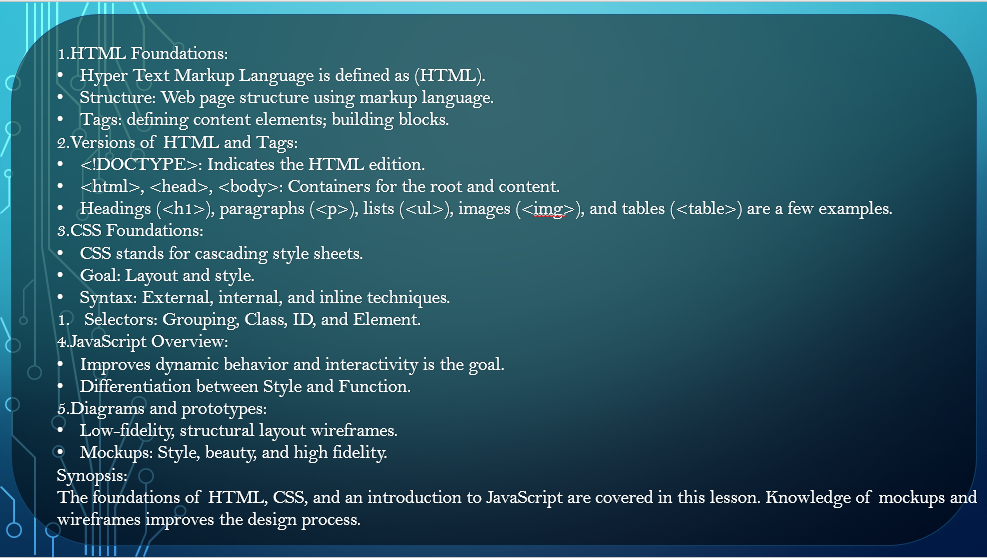 1.HTML Foundations:
• Hyper Text Markup Language is defined as (HTML).
• Structure: Web page structure using markup language.
• Tags: defining content elements; building blocks.
2.Versions of HTML and Tags:
• <!DOCTYPE>: Indicates the HTML edition.
• <html>, <head>, <body>: Containers for the root and content.
• Headings (<h1>), paragraphs (<p>), lists (<ul>), images (<img>), and tables (<table>) are a few examples.
3.CSS Foundations:
• CSS stands for cascading style sheets.
• Goal: Layout and style.
• Syntax: External, internal, and inline techniques.
1. Selectors: Grouping, Class, ID, and Element.
4.JavaScript Overview:
• Improves dynamic behavior and interactivity is the goal.
• Differentiation between Style and Function.
5.Diagrams and prototypes:
• Low-fidelity, structural layout wireframes.
• Mockups: Style, beauty, and high fidelity.
Synopsis:
The foundations of HTML, CSS, and an introduction to JavaScript are covered in this lesson. Knowledge of mockups and
wireframes improves the design process.